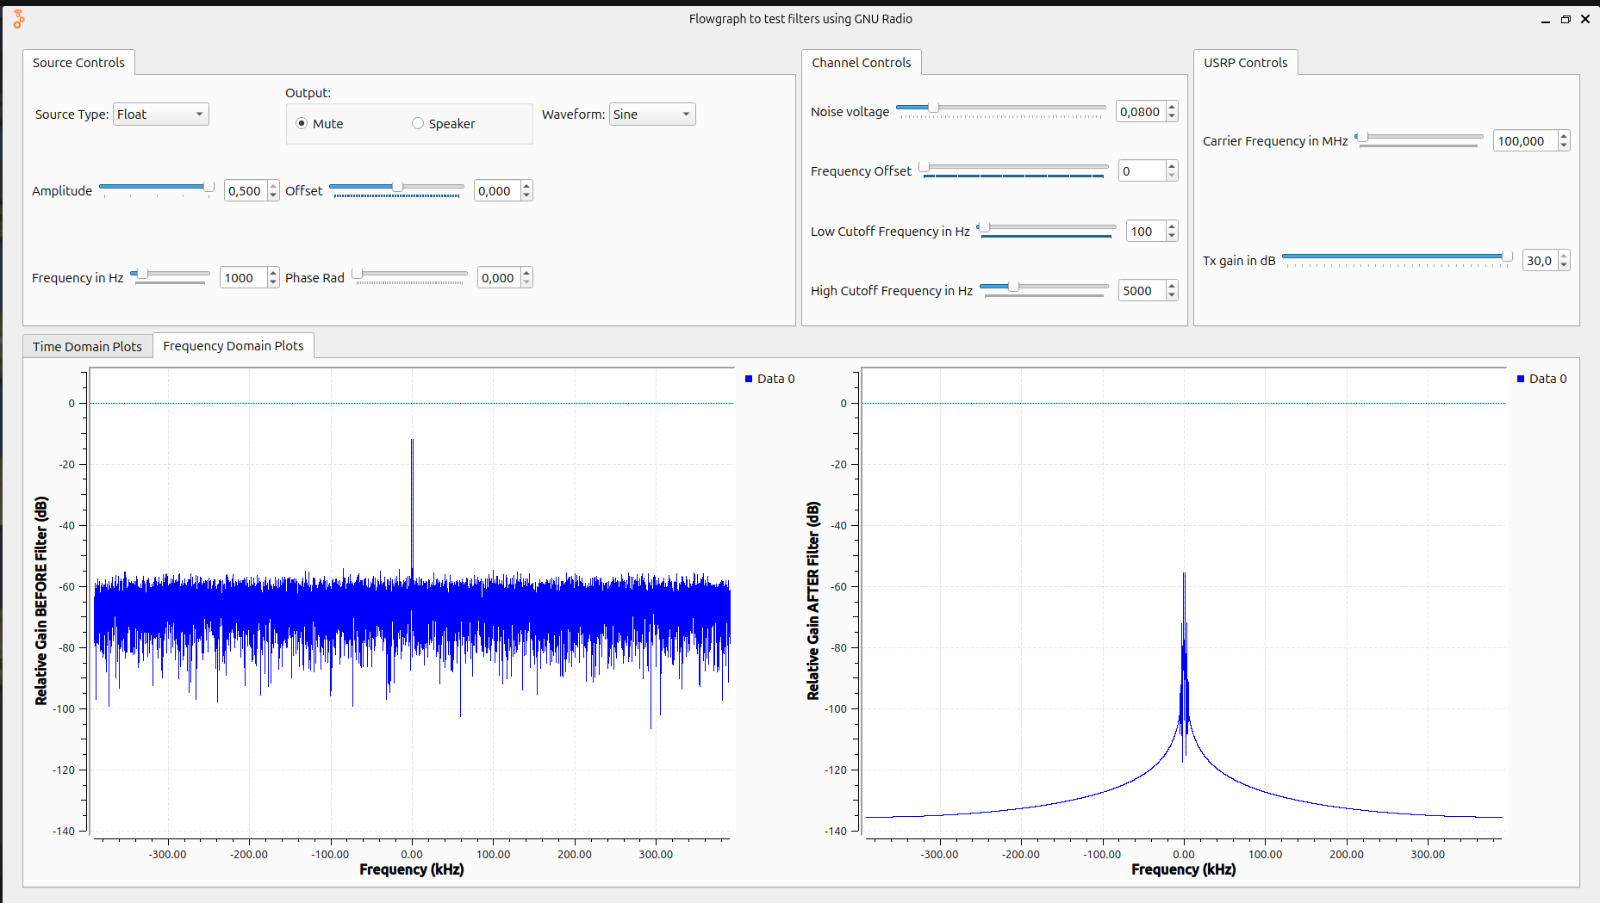 Flowgraph to test filters using GNU Radio
Source Controls
Source Type: Float
Output:
Mute
Speaker
Waveform: Sine
Amplitude 0,500
Offset 0,000
Frequency in Hz 1000
Phase Rad 0,000
Channel Controls
Noise voltage 0,0800
Frequency Offset 0
Low Cutoff Frequency in Hz 100
High Cutoff Frequency in Hz 5000
USRP Controls
Carrier Frequency in MHz 100,000
Tx gain in dB 30,0
Time Domain Plots
Frequency Domain Plots
Relative Gain BEFORE Filter (dB)
0
-20
-40
-60
-80
-100
-120
-140
-300.00 -200.00 -100.00 0.00 100.00 200.00 300.00
Frequency (kHz)
Data 0
Relative Gain AFTER Filter (dB)
0
-20
-40
-60
-80
-100
-120
-140
-300.00 -200.00 -100.00 0.00 100.00 200.00 300.00
Frequency (kHz)
Data 0